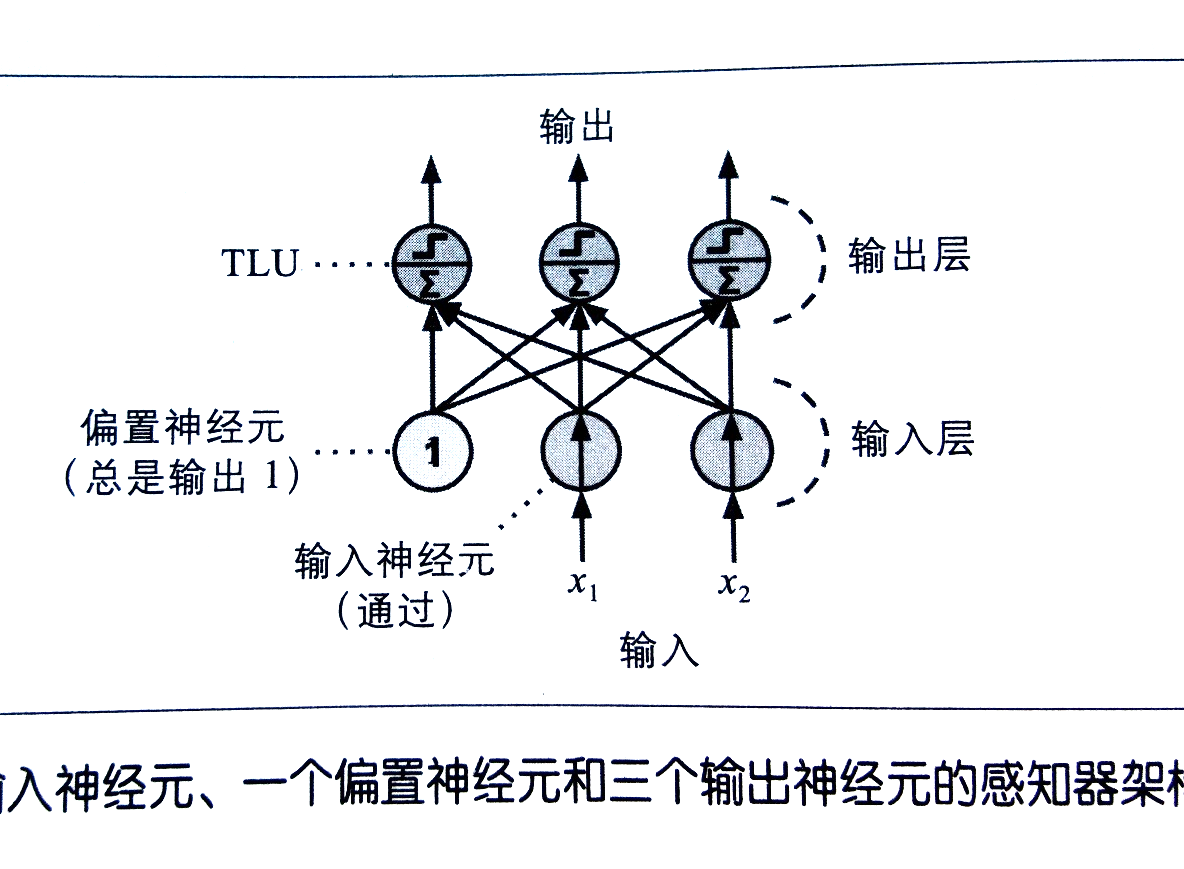 输出
TLU
输出层
偏置神经元
(总是输出 1)
1
输入层
输入神经元
(通过)
x₁
x₂
输入
入神经元、一个偏置神经元和三个输出神经元的感知器架